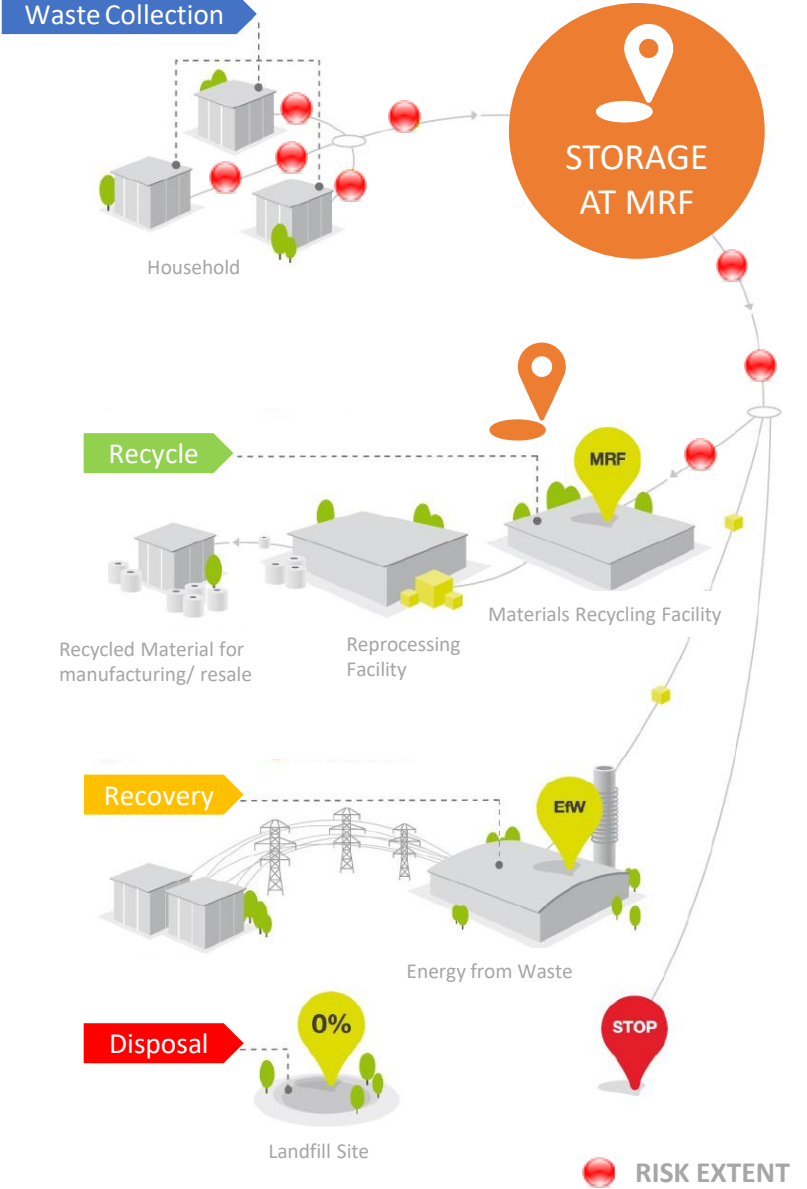 Waste Collection
STORAGE
AT MRF
Household
Recycle
MRF
Materials Recycling Facility
Reprocessing
Facility
Recycled Material for
manufacturing/ resale
Recovery
EfW
Energy from Waste
Disposal
0%
STOP
Landfill Site
RISK EXTENT